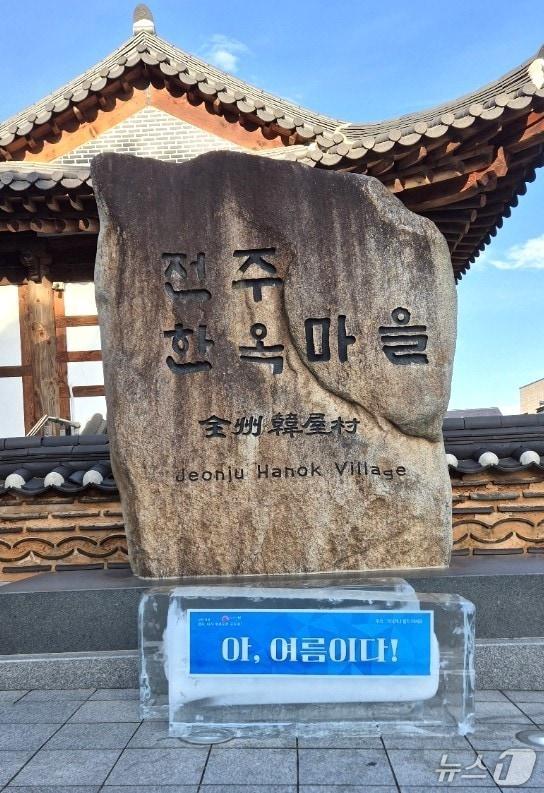 전주
한옥마을
全州韓屋村
Jeonju Hanok Village
아, 여름이다!
뉴스1